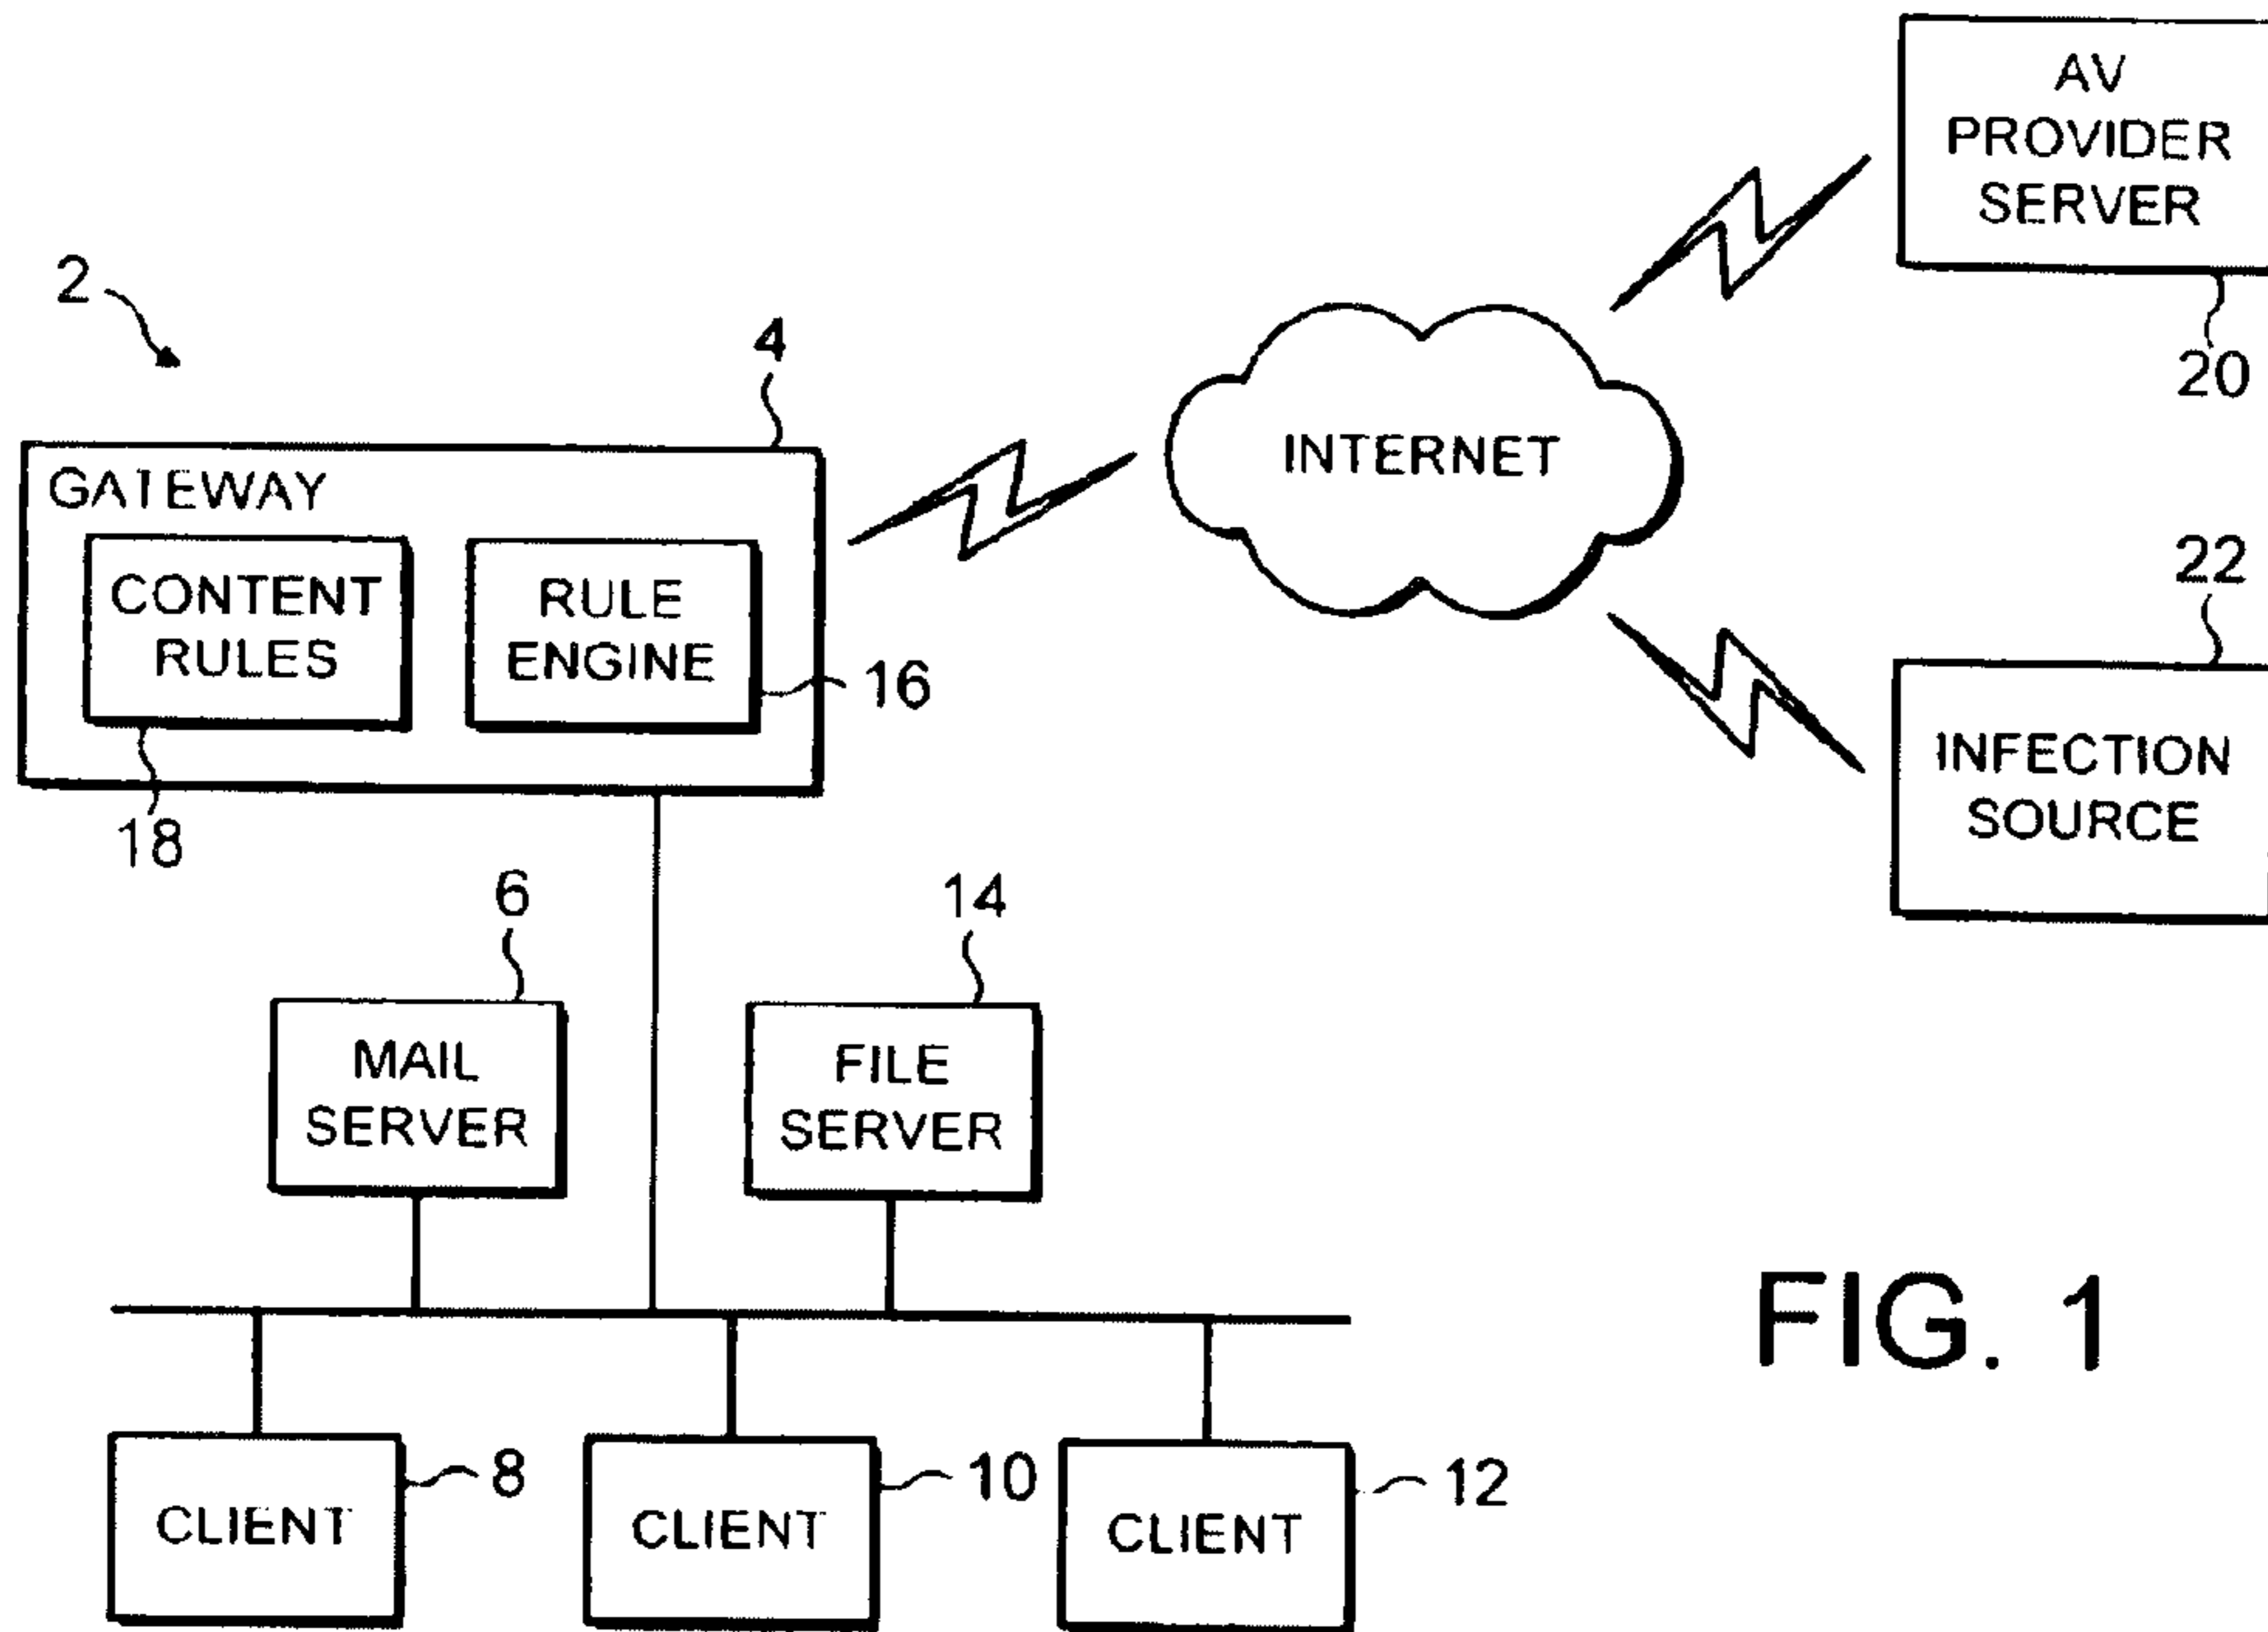 AV
PROVIDER
SERVER
20
2
4
GATEWAY
CONTENT
RULES
18
RULE
ENGINE
16
INTERNET
22
INFECTION
SOURCE
6
MAIL
SERVER
14
FILE
SERVER
CLIENT
8
CLIENT
10
CLIENT
12
FIG. 1